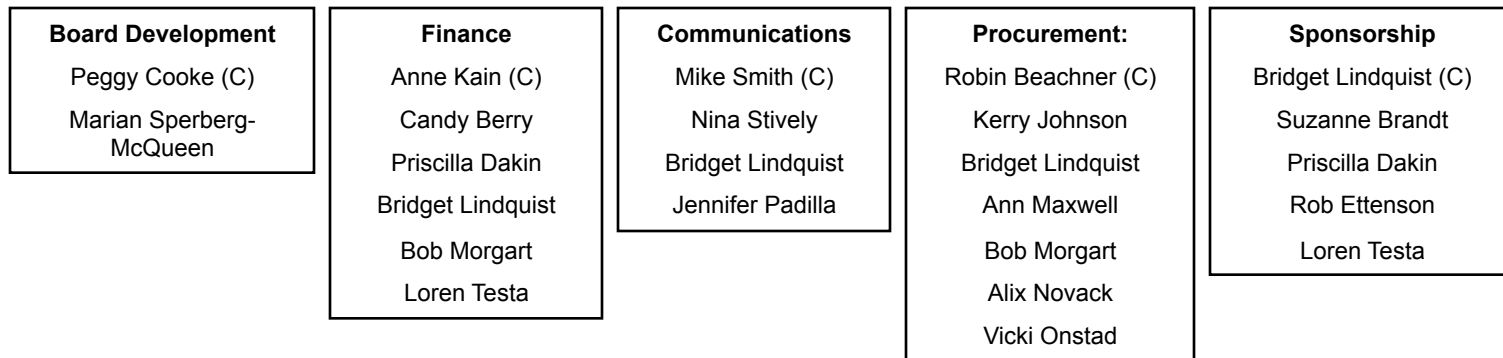 Board Development
Peggy Cooke (C)
Marian Sperberg-
McQueen
Finance
Anne Kain (C)
Candy Berry
Priscilla Dakin
Bridget Lindquist
Bob Morgart
Loren Testa
Communications
Mike Smith (C)
Nina Stively
Bridget Lindquist
Jennifer Padilla
Procurement:
Robin Beachner (C)
Kerry Johnson
Bridget Lindquist
Ann Maxwell
Bob Morgart
Alix Novack
Vicki Onstad
Sponsorship
Bridget Lindquist (C)
Suzanne Brandt
Priscilla Dakin
Rob Ettenson
Loren Testa